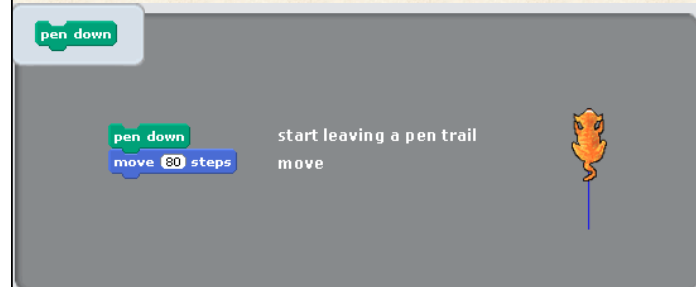 pen down
pen down start leaving a pen trail
move 80 steps move